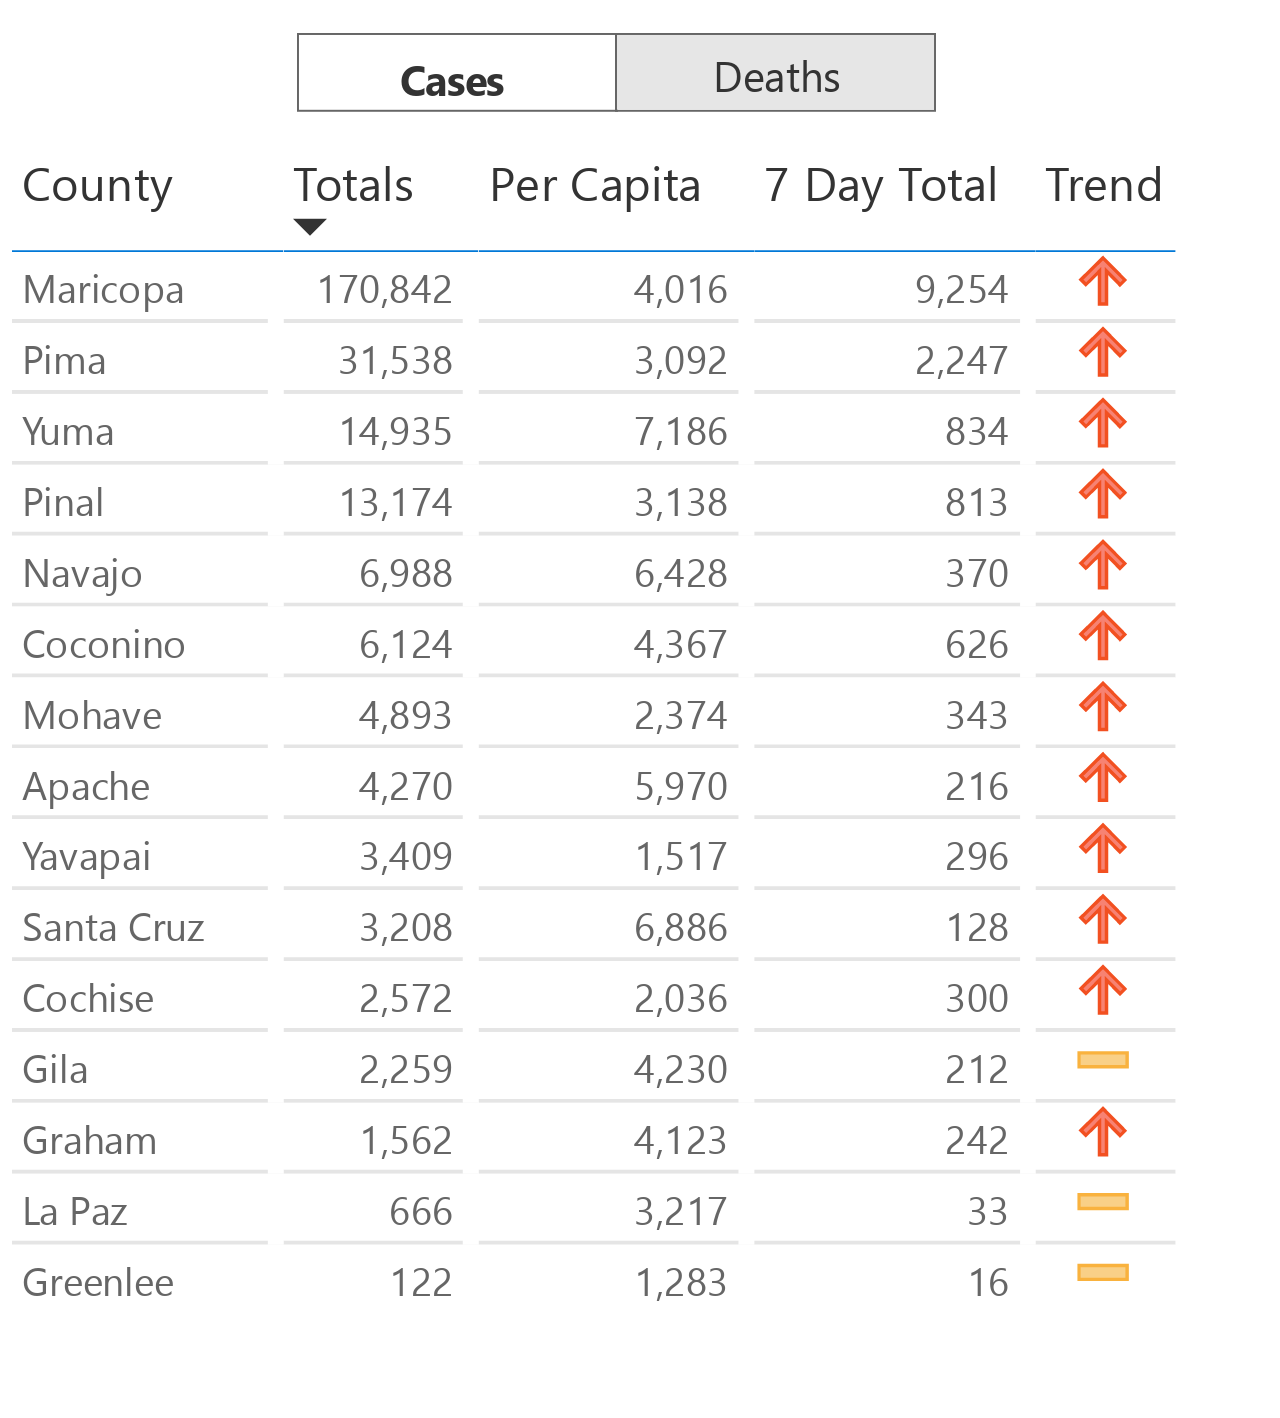 Cases Deaths
County Totals Per Capita 7 Day Total Trend
Maricopa 170,842 4,016 9,254
Pima 31,538 3,092 2,247
Yuma 14,935 7,186 834
Pinal 13,174 3,138 813
Navajo 6,988 6,428 370
Coconino 6,124 4,367 626
Mohave 4,893 2,374 343
Apache 4,270 5,970 216
Yavapai 3,409 1,517 296
Santa Cruz 3,208 6,886 128
Cochise 2,572 2,036 300
Gila 2,259 4,230 212
Graham 1,562 4,123 242
La Paz 666 3,217 33
Greenlee 122 1,283 16